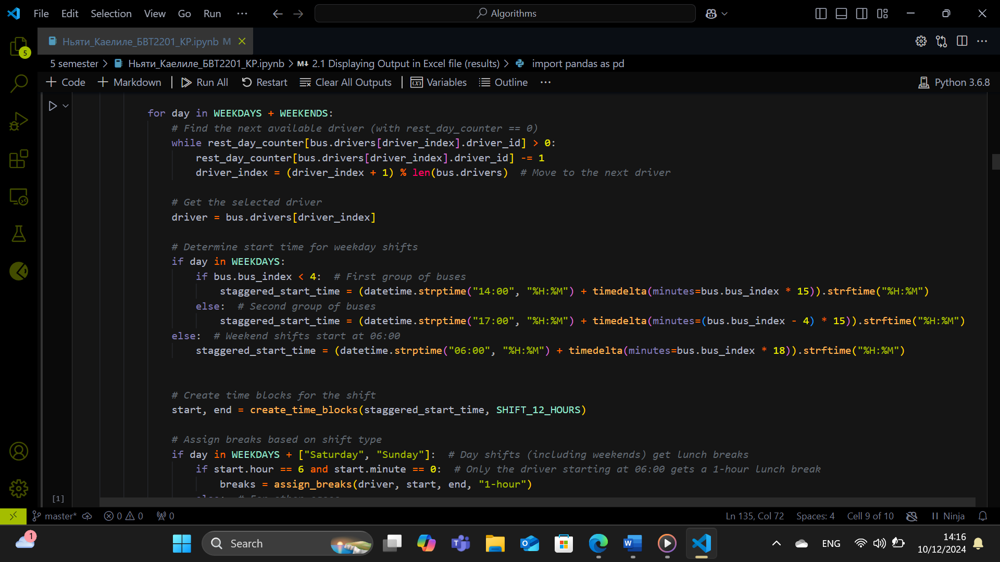 File Edit Selection View Go Run ··· Algorithms
Ньяти_Каелиле_БВТ2201_КР.ipynb M
5
5 semester > Ньяти_Каелиле_БВТ2201_КР.ipynb > M↓ 2.1 Displaying Output in Excel file (results) > import pandas as pd
+ Code + Markdown | Run All Restart Clear All Outputs | Variables Outline ··· Python 3.6.8
for day in WEEKDAYS + WEEKENDS:
# Find the next available driver (with rest_day_counter == 0)
while rest_day_counter[bus.drivers[driver_index].driver_id] > 0:
rest_day_counter[bus.drivers[driver_index].driver_id] -= 1
driver_index = (driver_index + 1) % len(bus.drivers)  # Move to the next driver
# Get the selected driver
driver = bus.drivers[driver_index]
# Determine start time for weekday shifts
if day in WEEKDAYS:
if bus.bus_index < 4:  # First group of buses
staggered_start_time = (datetime.strptime("14:00", "%H:%M") + timedelta(minutes=bus.bus_index * 15)).strftime("%H:%M")
else:  # Second group of buses
staggered_start_time = (datetime.strptime("17:00", "%H:%M") + timedelta(minutes=(bus.bus_index - 4) * 15)).strftime("%H:%M")
else:  # Weekend shifts start at 06:00
staggered_start_time = (datetime.strptime("06:00", "%H:%M") + timedelta(minutes=bus.bus_index * 18)).strftime("%H:%M")
# Create time blocks for the shift
start, end = create_time_blocks(staggered_start_time, SHIFT_12_HOURS)
# Assign breaks based on shift type
if day in WEEKDAYS + ["Saturday", "Sunday"]:  # Day shifts (including weekends) get lunch breaks
if start.hour == 6 and start.minute == 0:  # Only the driver starting at 06:00 gets a 1-hour lunch break
breaks = assign_breaks(driver, start, end, "1-hour")
[1]
master* 0 0 0 Ln 135, Col 72 Spaces: 4 Cell 9 of 10 Ninja
1 Search ENG 14:16
10/12/2024